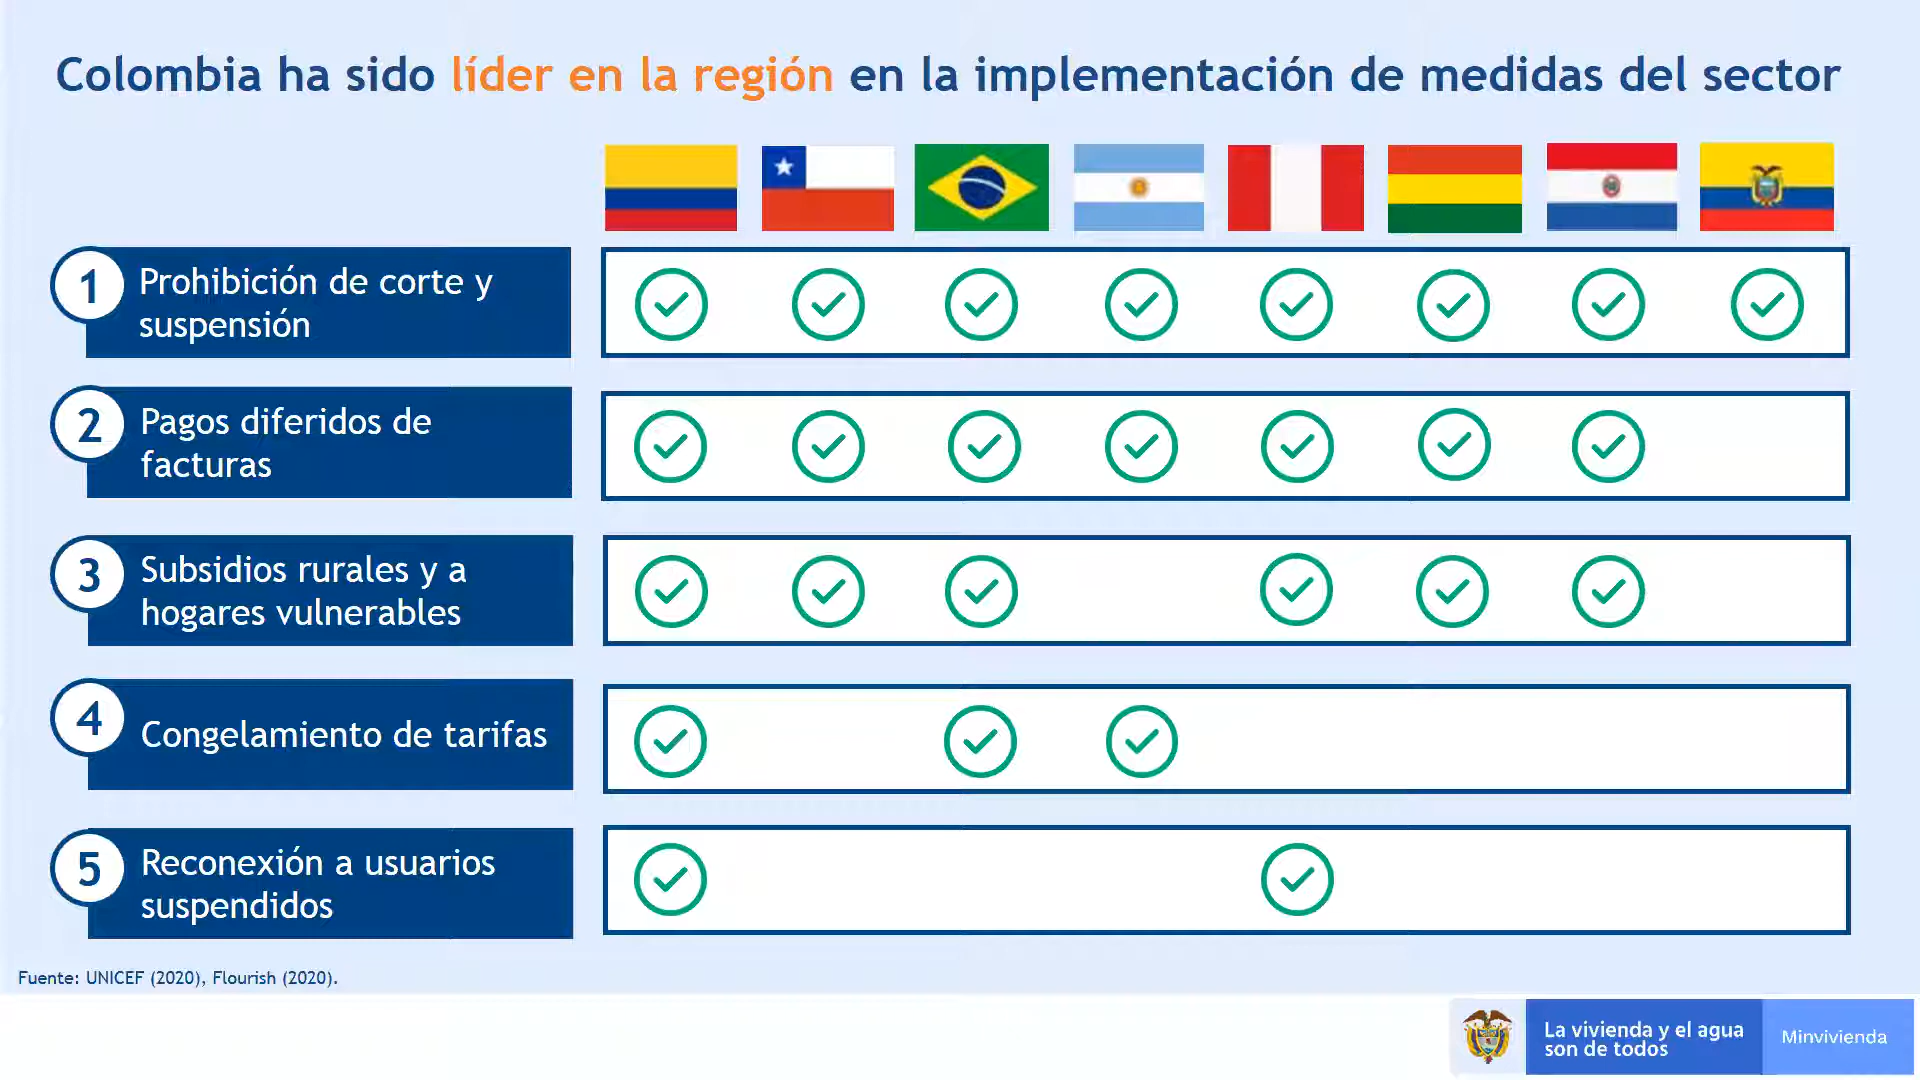 Colombia ha sido líder en la región en la implementación de medidas del sector
1
Prohibición de corte y
suspensión
2
Pagos diferidos de
facturas
3
Subsidios rurales y a
hogares vulnerables
4
Congelamiento de tarifas
5
Reconexión a usuarios
suspendidos
Fuente: UNICEF (2020), Flourish (2020).
La vivienda y el agua
son de todos
Minvivienda